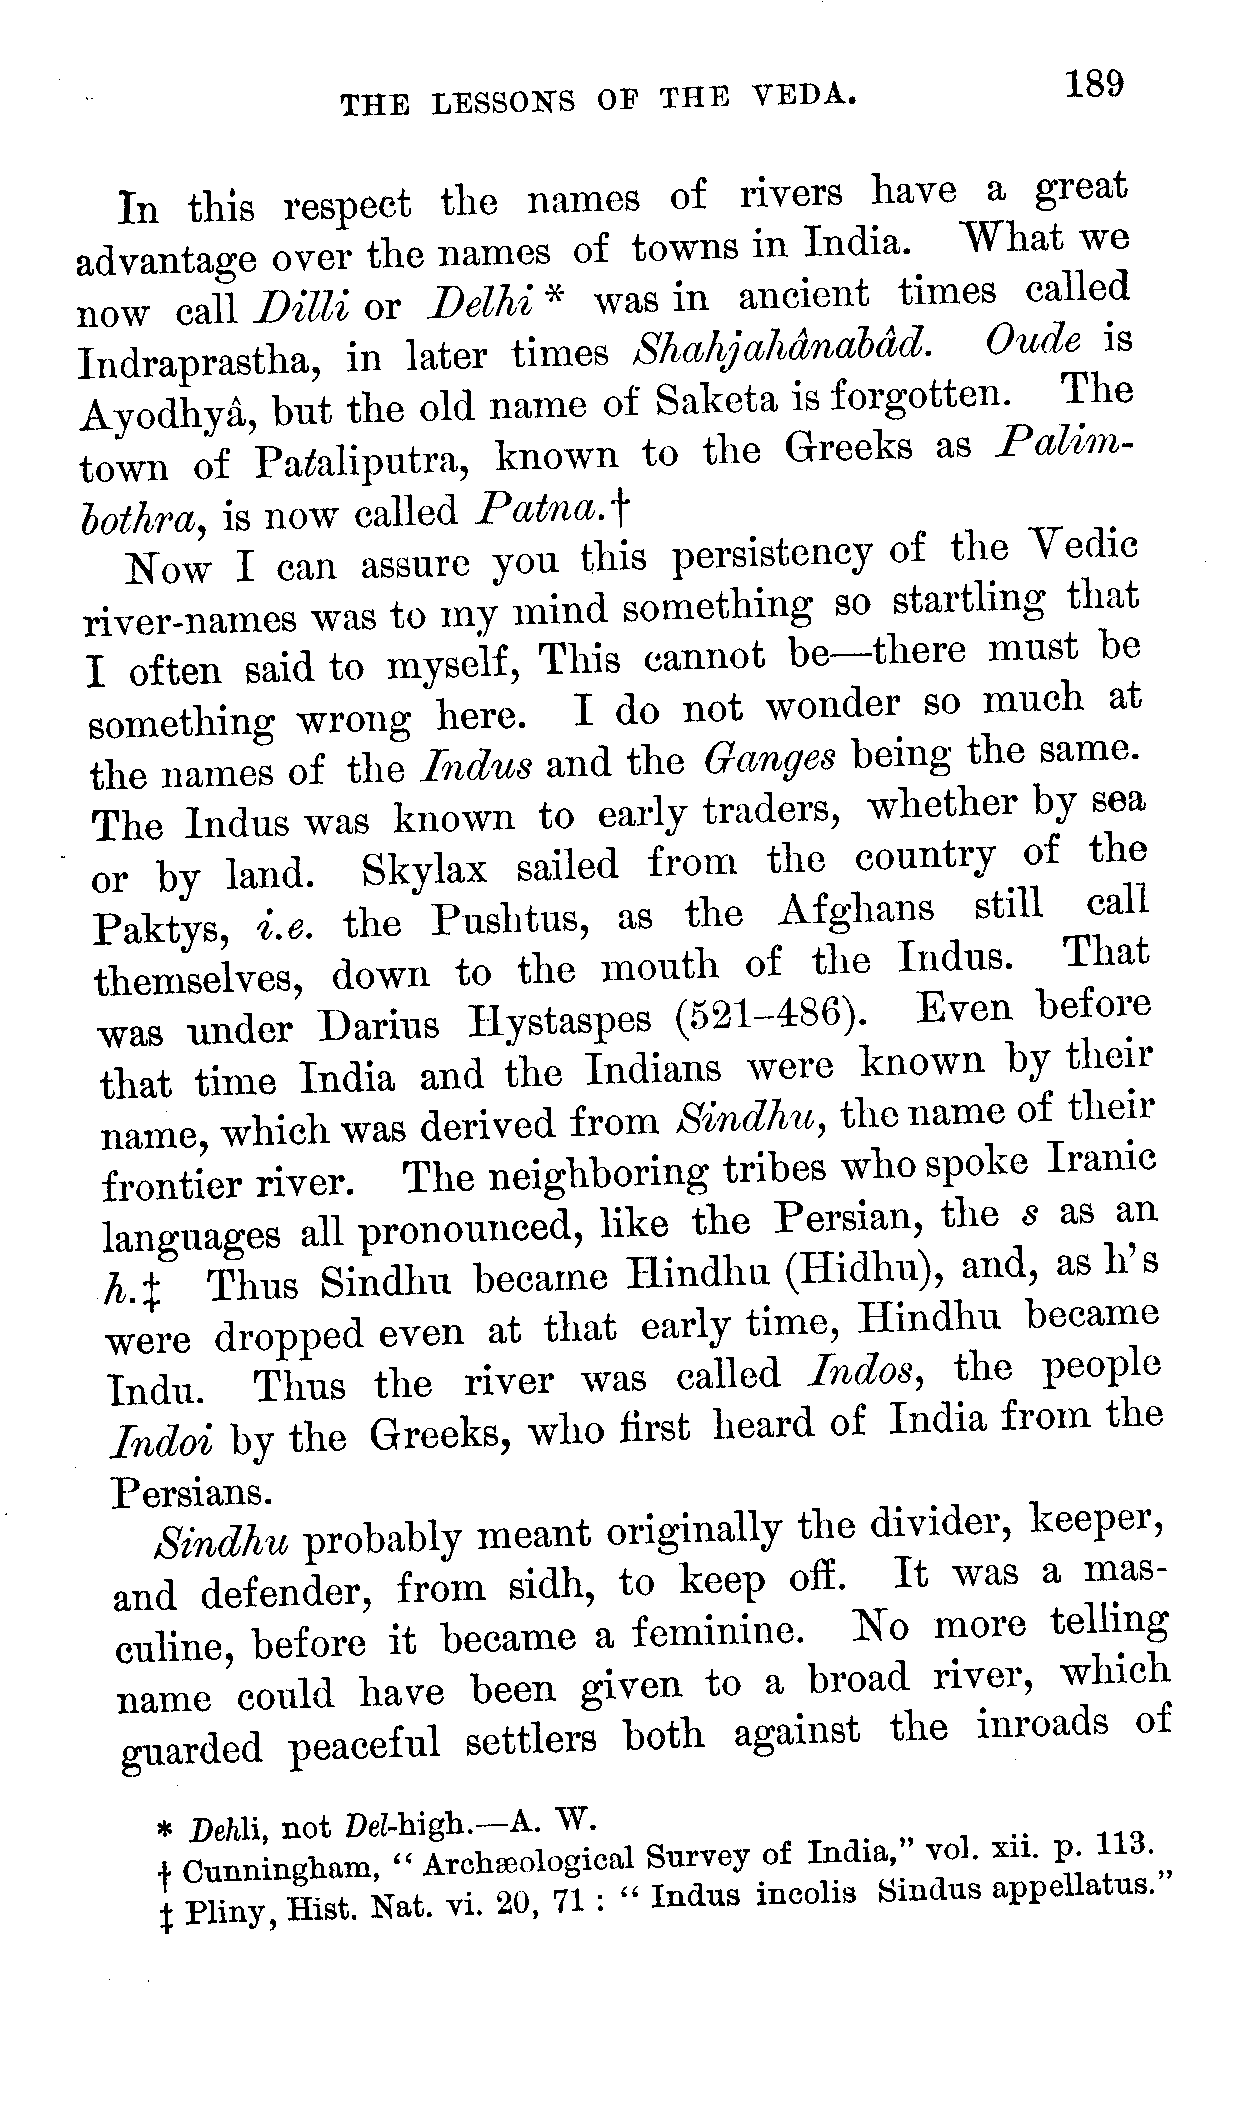 THE LESSONS OF THE VEDA. 189
In this respect the names of rivers have a great
advantage over the names of towns in India. What we
now call Dilli or Delhi * was in ancient times called
Indraprastha, in later times Shahjahânabâd. Oude is
Ayodhyâ, but the old name of Saketa is forgotten. The
town of Pataliputra, known to the Greeks as Palim-
bothra, is now called Patna.†
Now I can assure you this persistency of the Vedic
river-names was to my mind something so startling that
I often said to myself, This cannot be—there must be
something wrong here. I do not wonder so much at
the names of the Indus and the Ganges being the same.
The Indus was known to early traders, whether by sea
or by land. Skylax sailed from the country of the
Paktys, i.e. the Pushtus, as the Afghans still call
themselves, down to the mouth of the Indus. That
was under Darius Hystaspes (521–486). Even before
that time India and the Indians were known by their
name, which was derived from Sindhu, the name of their
frontier river. The neighboring tribes who spoke Iranic
languages all pronounced, like the Persian, the s as an
h.‡ Thus Sindhu became Hindhu (Hidhu), and, as h's
were dropped even at that early time, Hindhu became
Indu. Thus the river was called Indos, the people
Indoi by the Greeks, who first heard of India from the
Persians.
Sindhu probably meant originally the divider, keeper,
and defender, from sidh, to keep off. It was a mas-
culine, before it became a feminine. No more telling
name could have been given to a broad river, which
guarded peaceful settlers both against the inroads of
* Dehli, not Del-high.—A. W.
† Cunningham, “ Archæological Survey of India,” vol. xii. p. 113.
‡ Pliny, Hist. Nat. vi. 20, 71 : “ Indus incolis Sindus appellatus.”